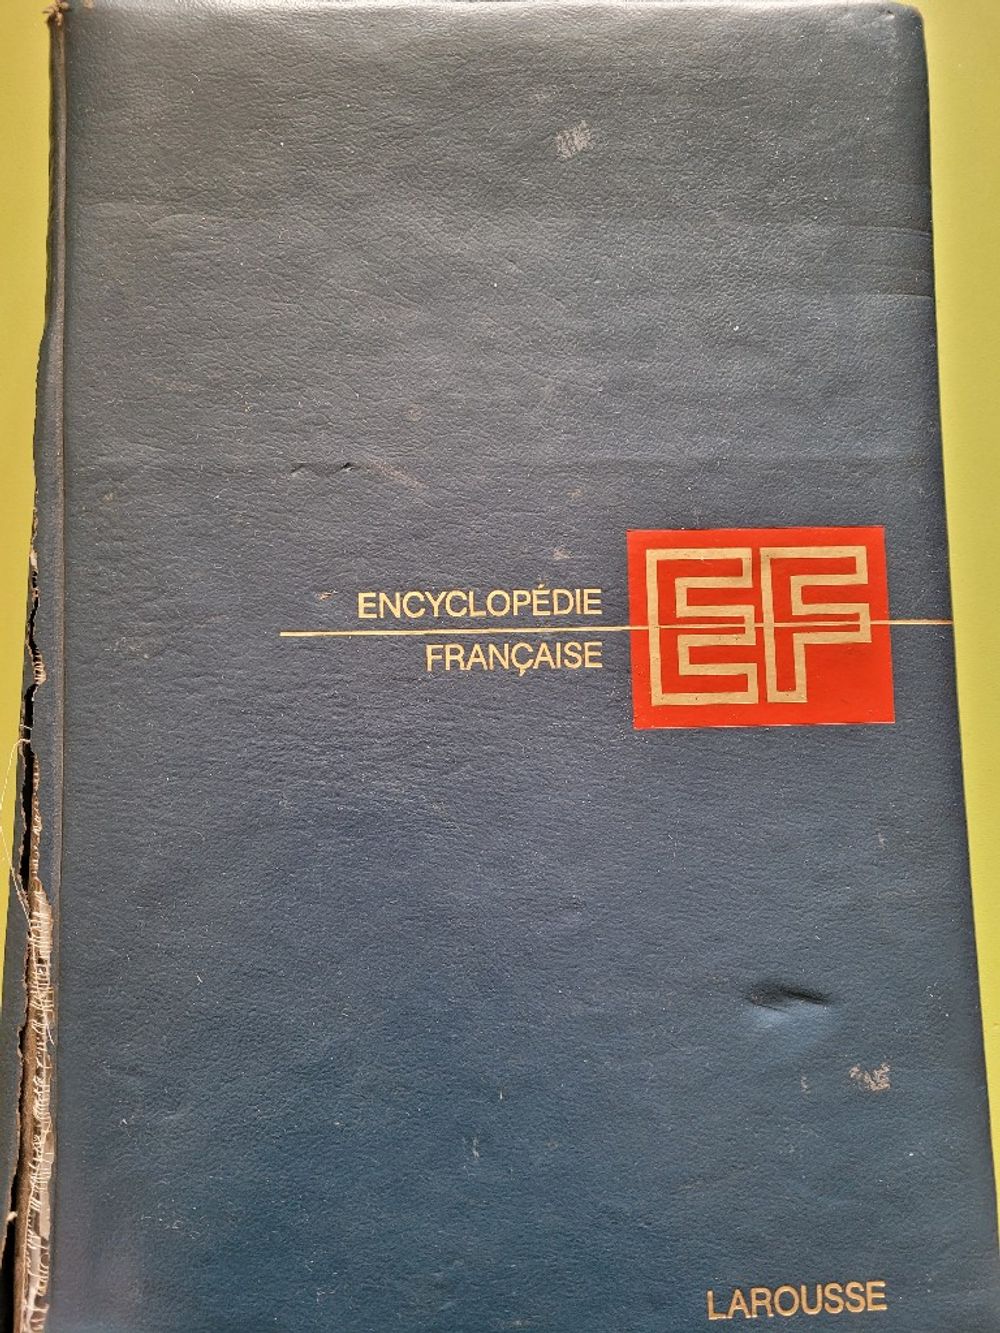 ENCYCLOPÉDIE
FRANÇAISE
EF
LAROUSSE